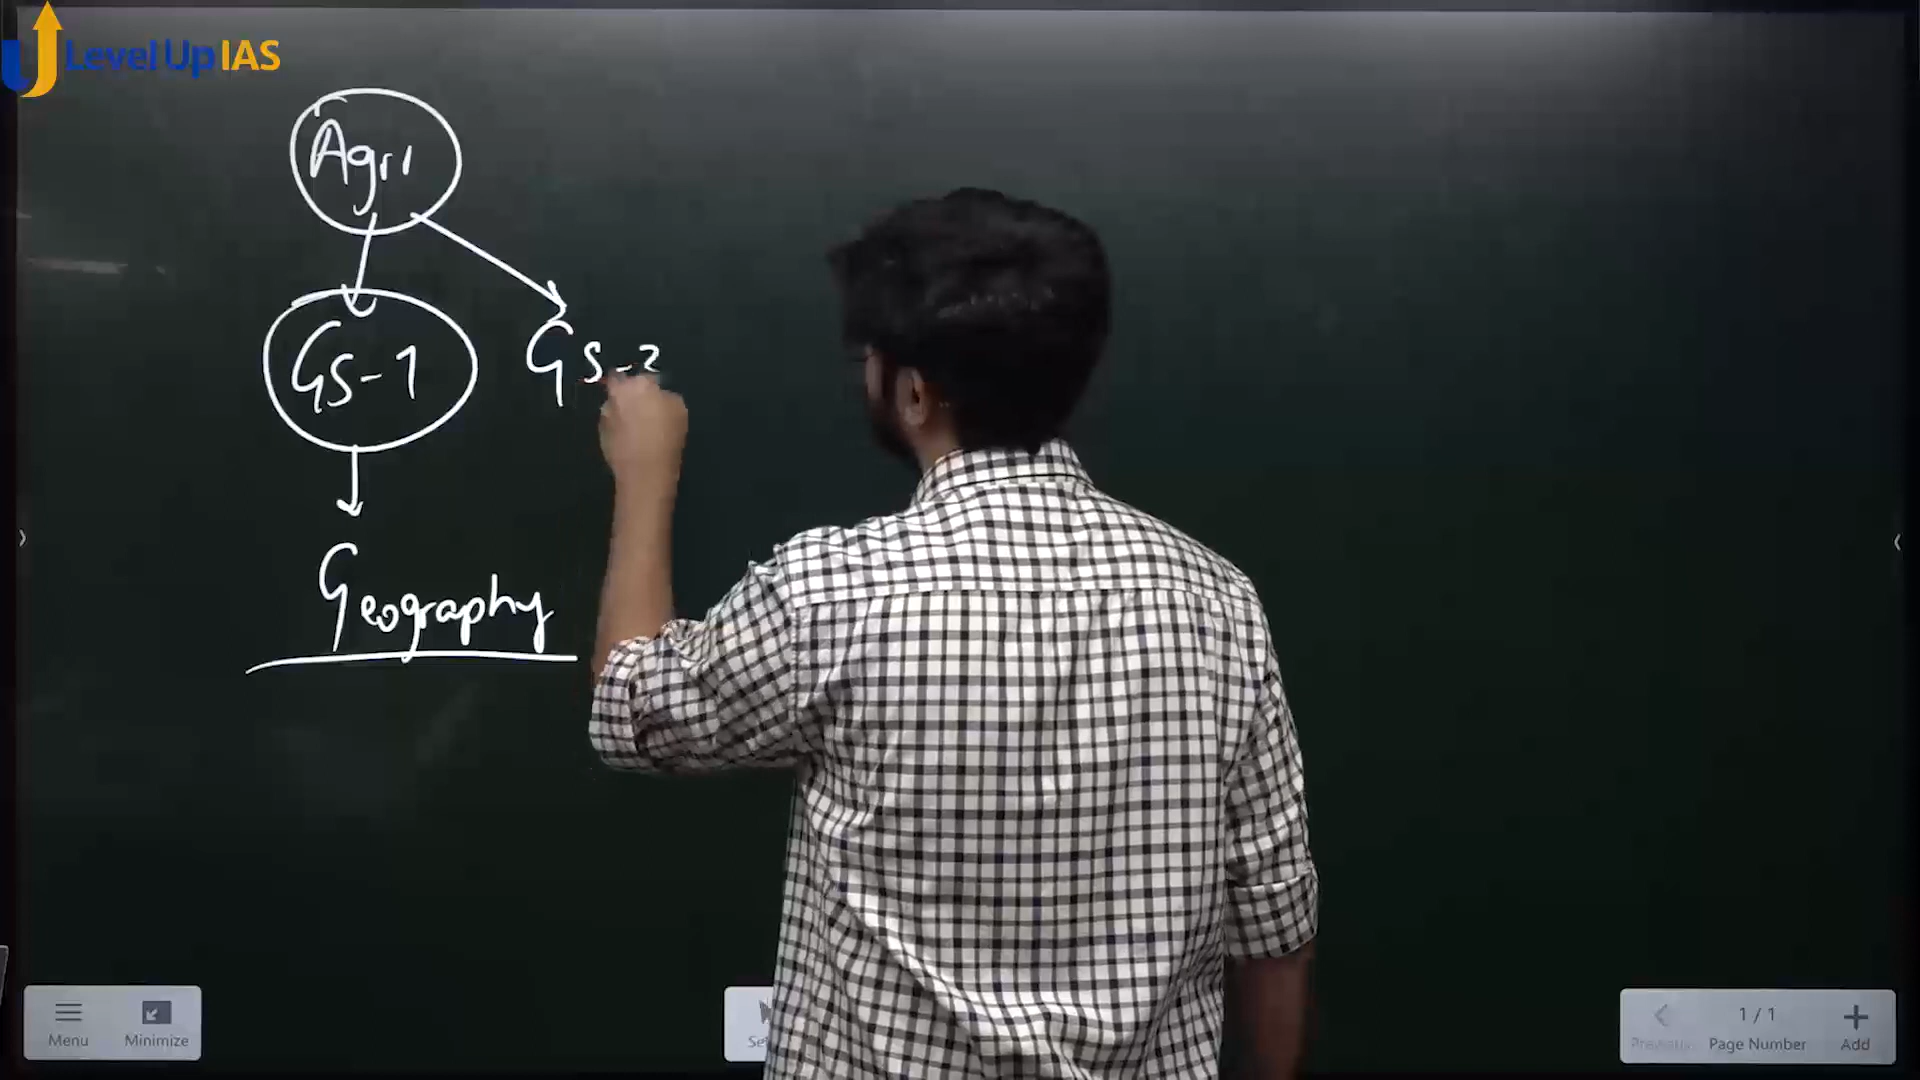 Level Up IAS
Agri
GS-1
GS-2
Geography
Menu
Minimize
1 / 1
Page Number
Add